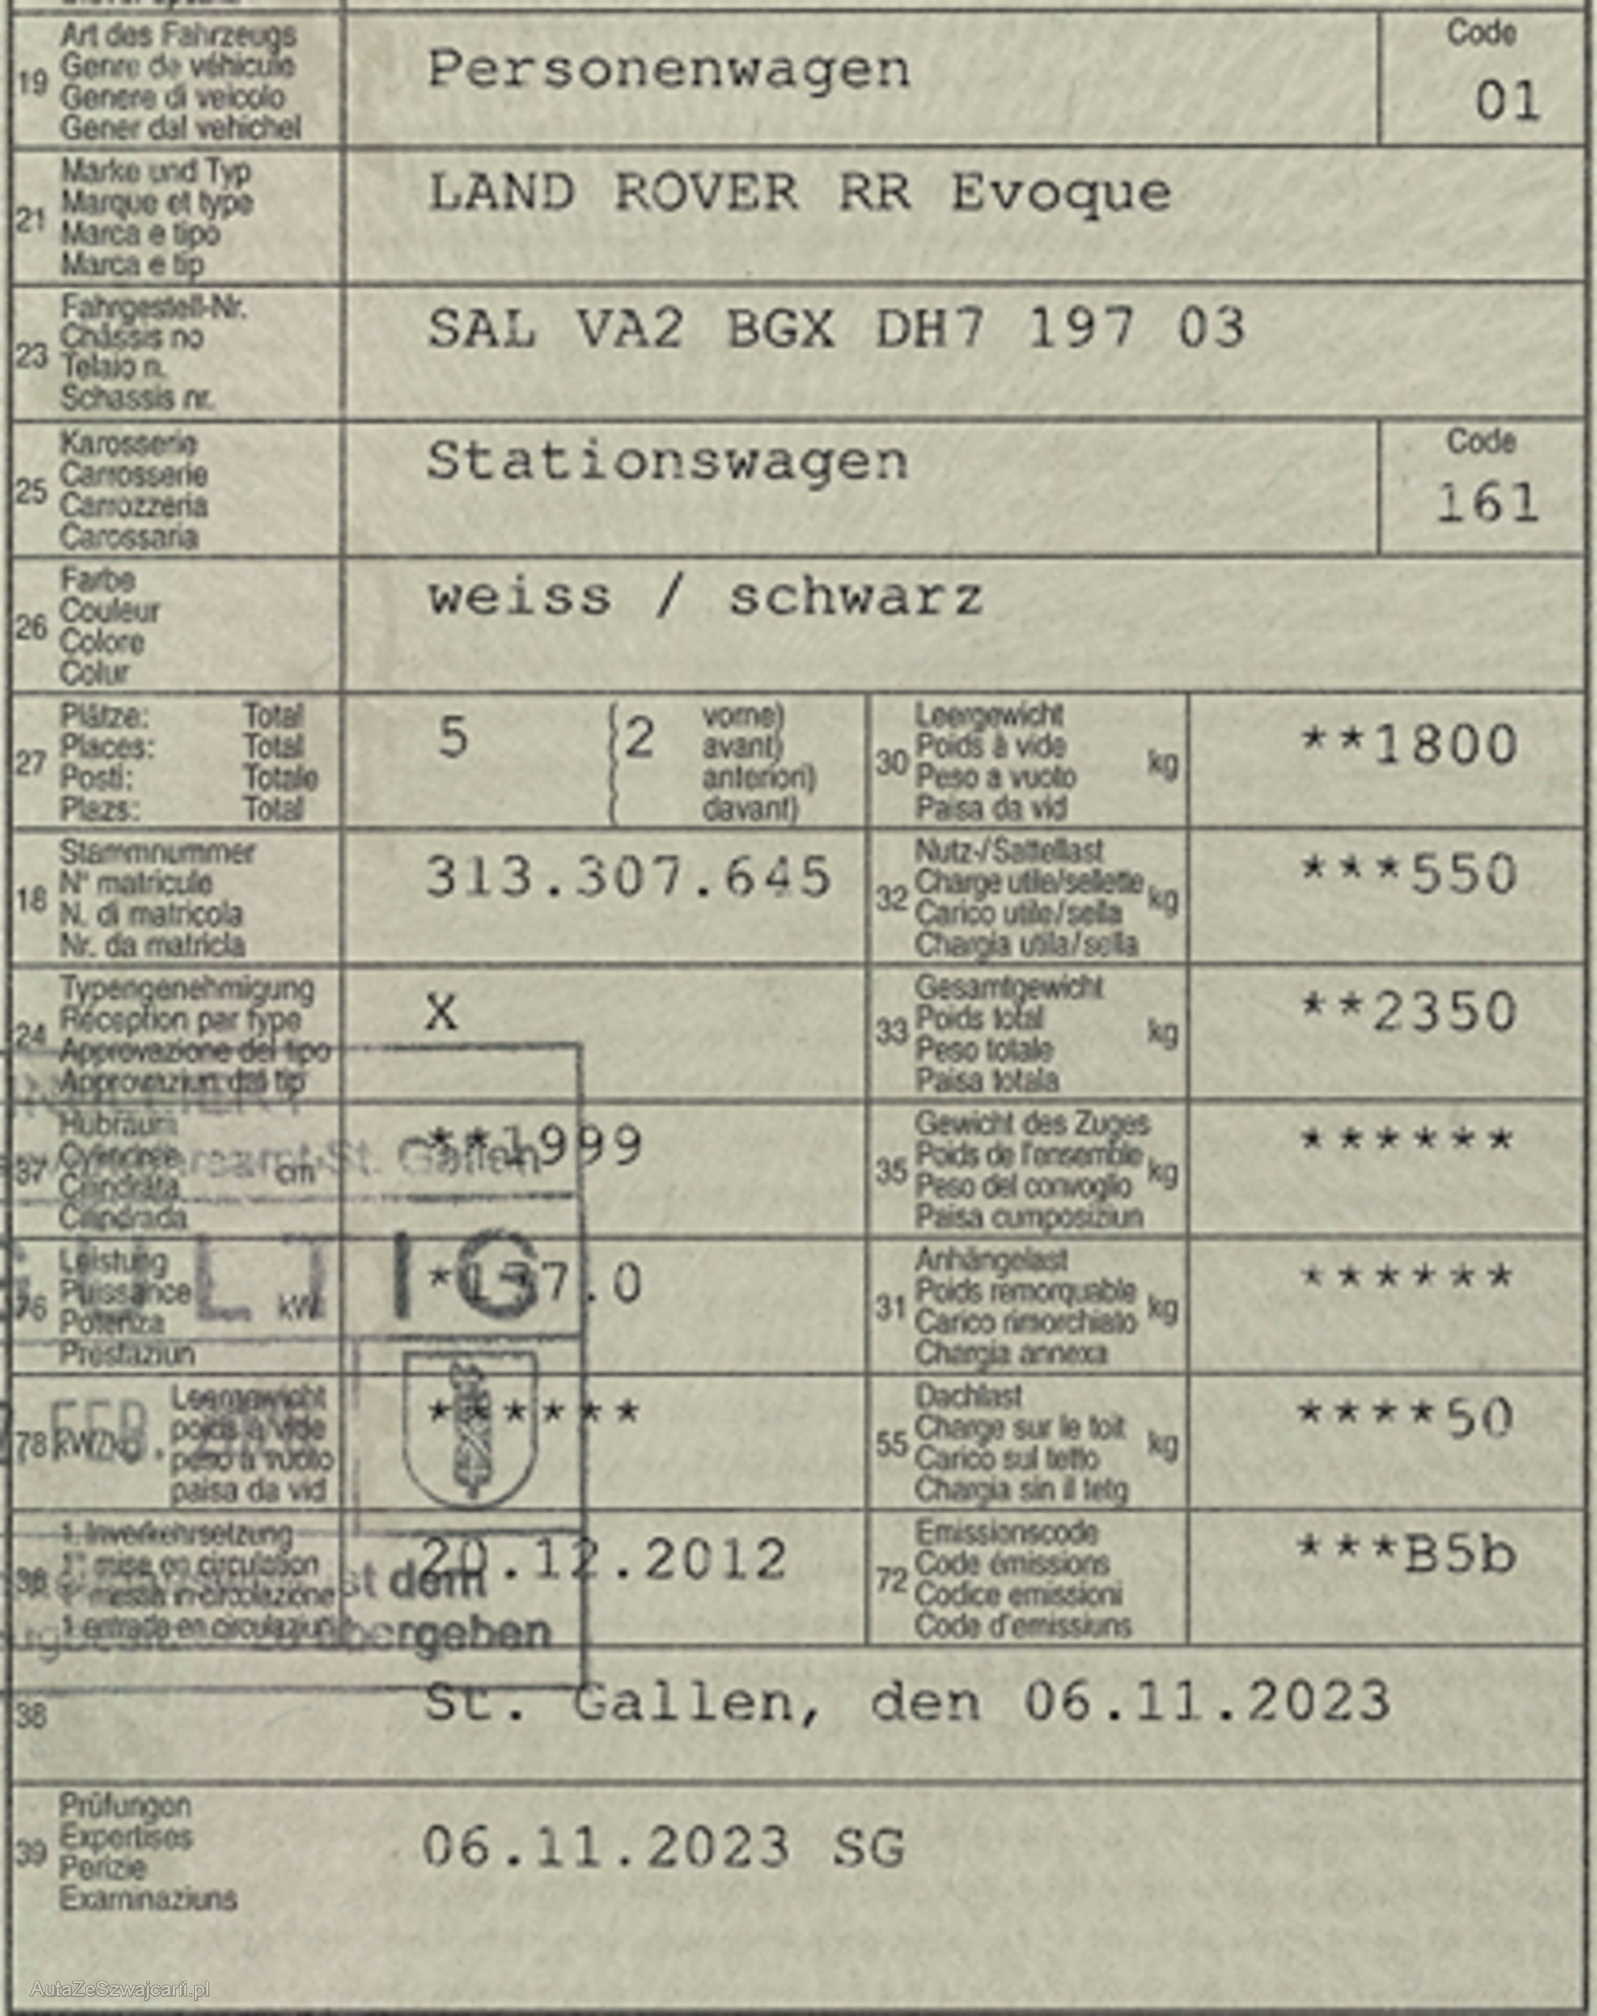 Art des Fahrzeugs
Genre de véhicule
19
Genere di veicolo
Gener dal vehichel
Personenwagen
Code
01
Marke und Typ
Marque et type
21
Marca e tipo
Marca e tip
LAND ROVER RR Evoque
Fahrgestell-Nr.
Châssis no
23
Telaio n.
Schassis nr.
SAL VA2 BGX DH7 197 03
Karosserie
Carrosserie
25
Carrozzeria
Carossaria
Stationswagen
Code
161
Farbe
Couleur
26
Colore
Colur
weiss / schwarz
Plätze: Total
Places: Total
27
Posti: Totale
Plazs: Total
5 (2 vorne)
avant)
anteriori)
( davant)
Leergewicht
Poids à vide
30 kg
Peso a vuoto
Paisa da vid
**1800
Stammnummer
N° matricule
18
N. di matricola
Nr. da matricla
313.307.645
Nutz-/Sattellast
Charge utile/sellette
32 kg
Carico utile/sella
Chargia utila/sella
***550
Typengenehmigung
Réception par type
24
Approvazione del tipo
Approvaziun dal tip
X
Gesamtgewicht
Poids total
33 kg
Peso totale
Paisa totala
**2350
Hubraum
37 cm
Cilindrada
**1999
St. Gallen
Gewicht des Zuges
Poids de l'ensemble
35 kg
Peso del convoglio
Paisa cumposiziun
******
Leistung
Puissance
76 kW
Potenza
Prestaziun
*137.0
Anhängelast
Poids remorquable
31 kg
Carico rimorchiato
Chargia annexa
******
Leergewicht
poids à vide
78 kW/kg
peso a vuoto
paisa da vid
******
FEB.
Dachlast
Charge sur le toit
55 kg
Carico sul tetto
Chargia sin il tetg
****50
1. Inverkehrsetzung
1re mise en circulation
36
1a messa in circolazione
1. entrada en circulaziun
20.12.2012
st dem
übergeben
Emissionscode
Code émissions
72
Codice emissioni
Code d'emissiuns
***B5b
38
St. Gallen, den 06.11.2023
Prüfungen
Expertises
39
Perizie
Examinaziuns
06.11.2023 SG
AutaZeSzwajcarii.pl